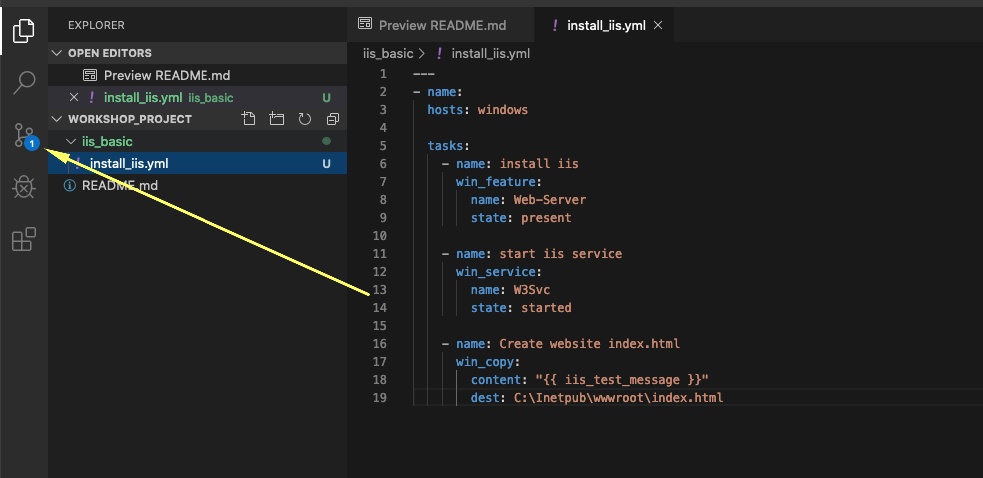 EXPLORER
OPEN EDITORS
Preview README.md
install_iis.yml iis_basic U
WORKSHOP_PROJECT
iis_basic
install_iis.yml U
README.md
1
Preview README.md
! install_iis.yml
iis_basic > ! install_iis.yml
1 ---
2 - name:
3 hosts: windows
4
5 tasks:
6 - name: install iis
7 win_feature:
8 name: Web-Server
9 state: present
10
11 - name: start iis service
12 win_service:
13 name: W3Svc
14 state: started
15
16 - name: Create website index.html
17 win_copy:
18 content: "{{ iis_test_message }}"
19 dest: C:\Inetpub\wwwroot\index.html